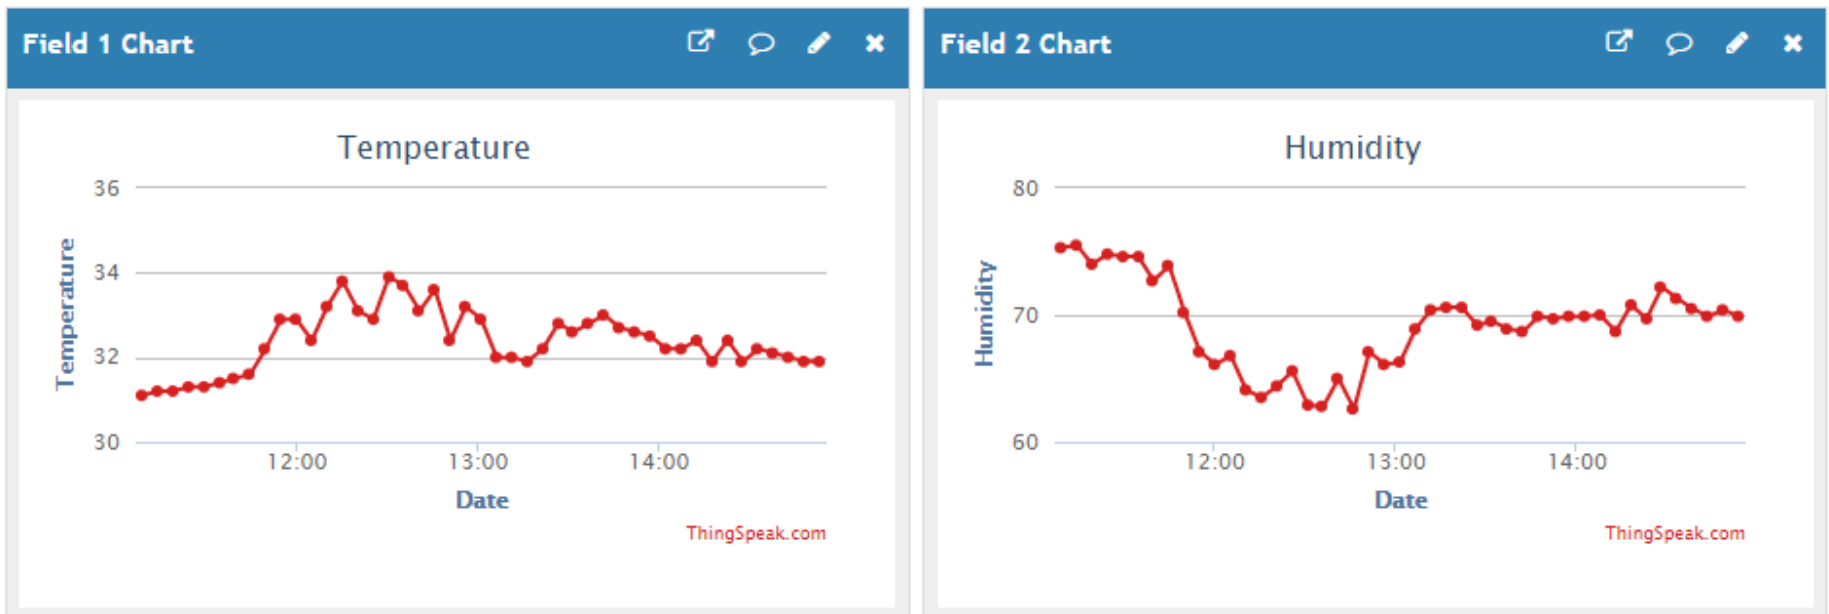 Field 1 Chart
Temperature
36
34
32
30
Temperature
12:00 13:00 14:00
Date
ThingSpeak.com
Field 2 Chart
Humidity
80
70
60
Humidity
12:00 13:00 14:00
Date
ThingSpeak.com